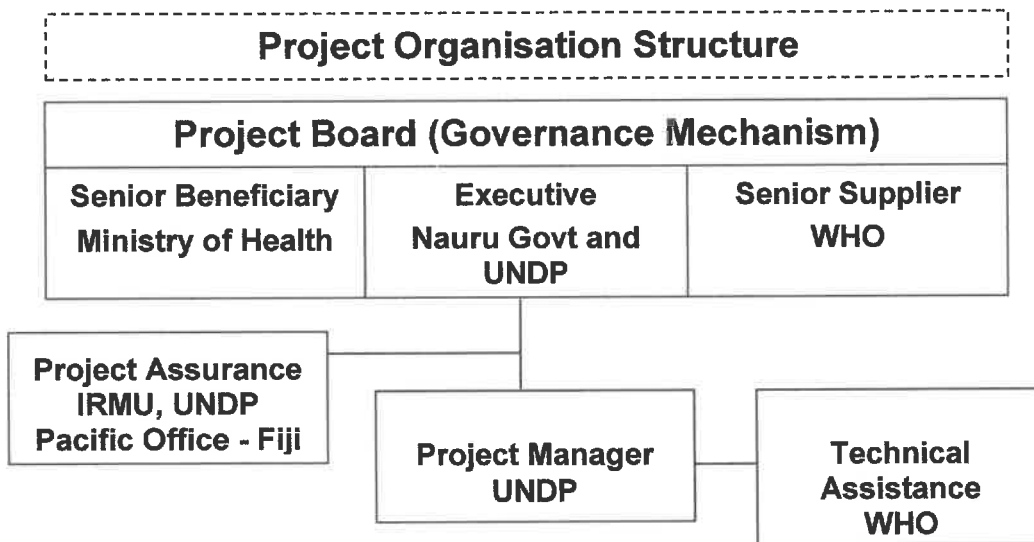 Project Organisation Structure
Project Board (Governance Mechanism)
Senior Beneficiary
Ministry of Health
Executive
Nauru Govt and
UNDP
Senior Supplier
WHO
Project Assurance
IRMU, UNDP
Pacific Office - Fiji
Project Manager
UNDP
Technical
Assistance
WHO